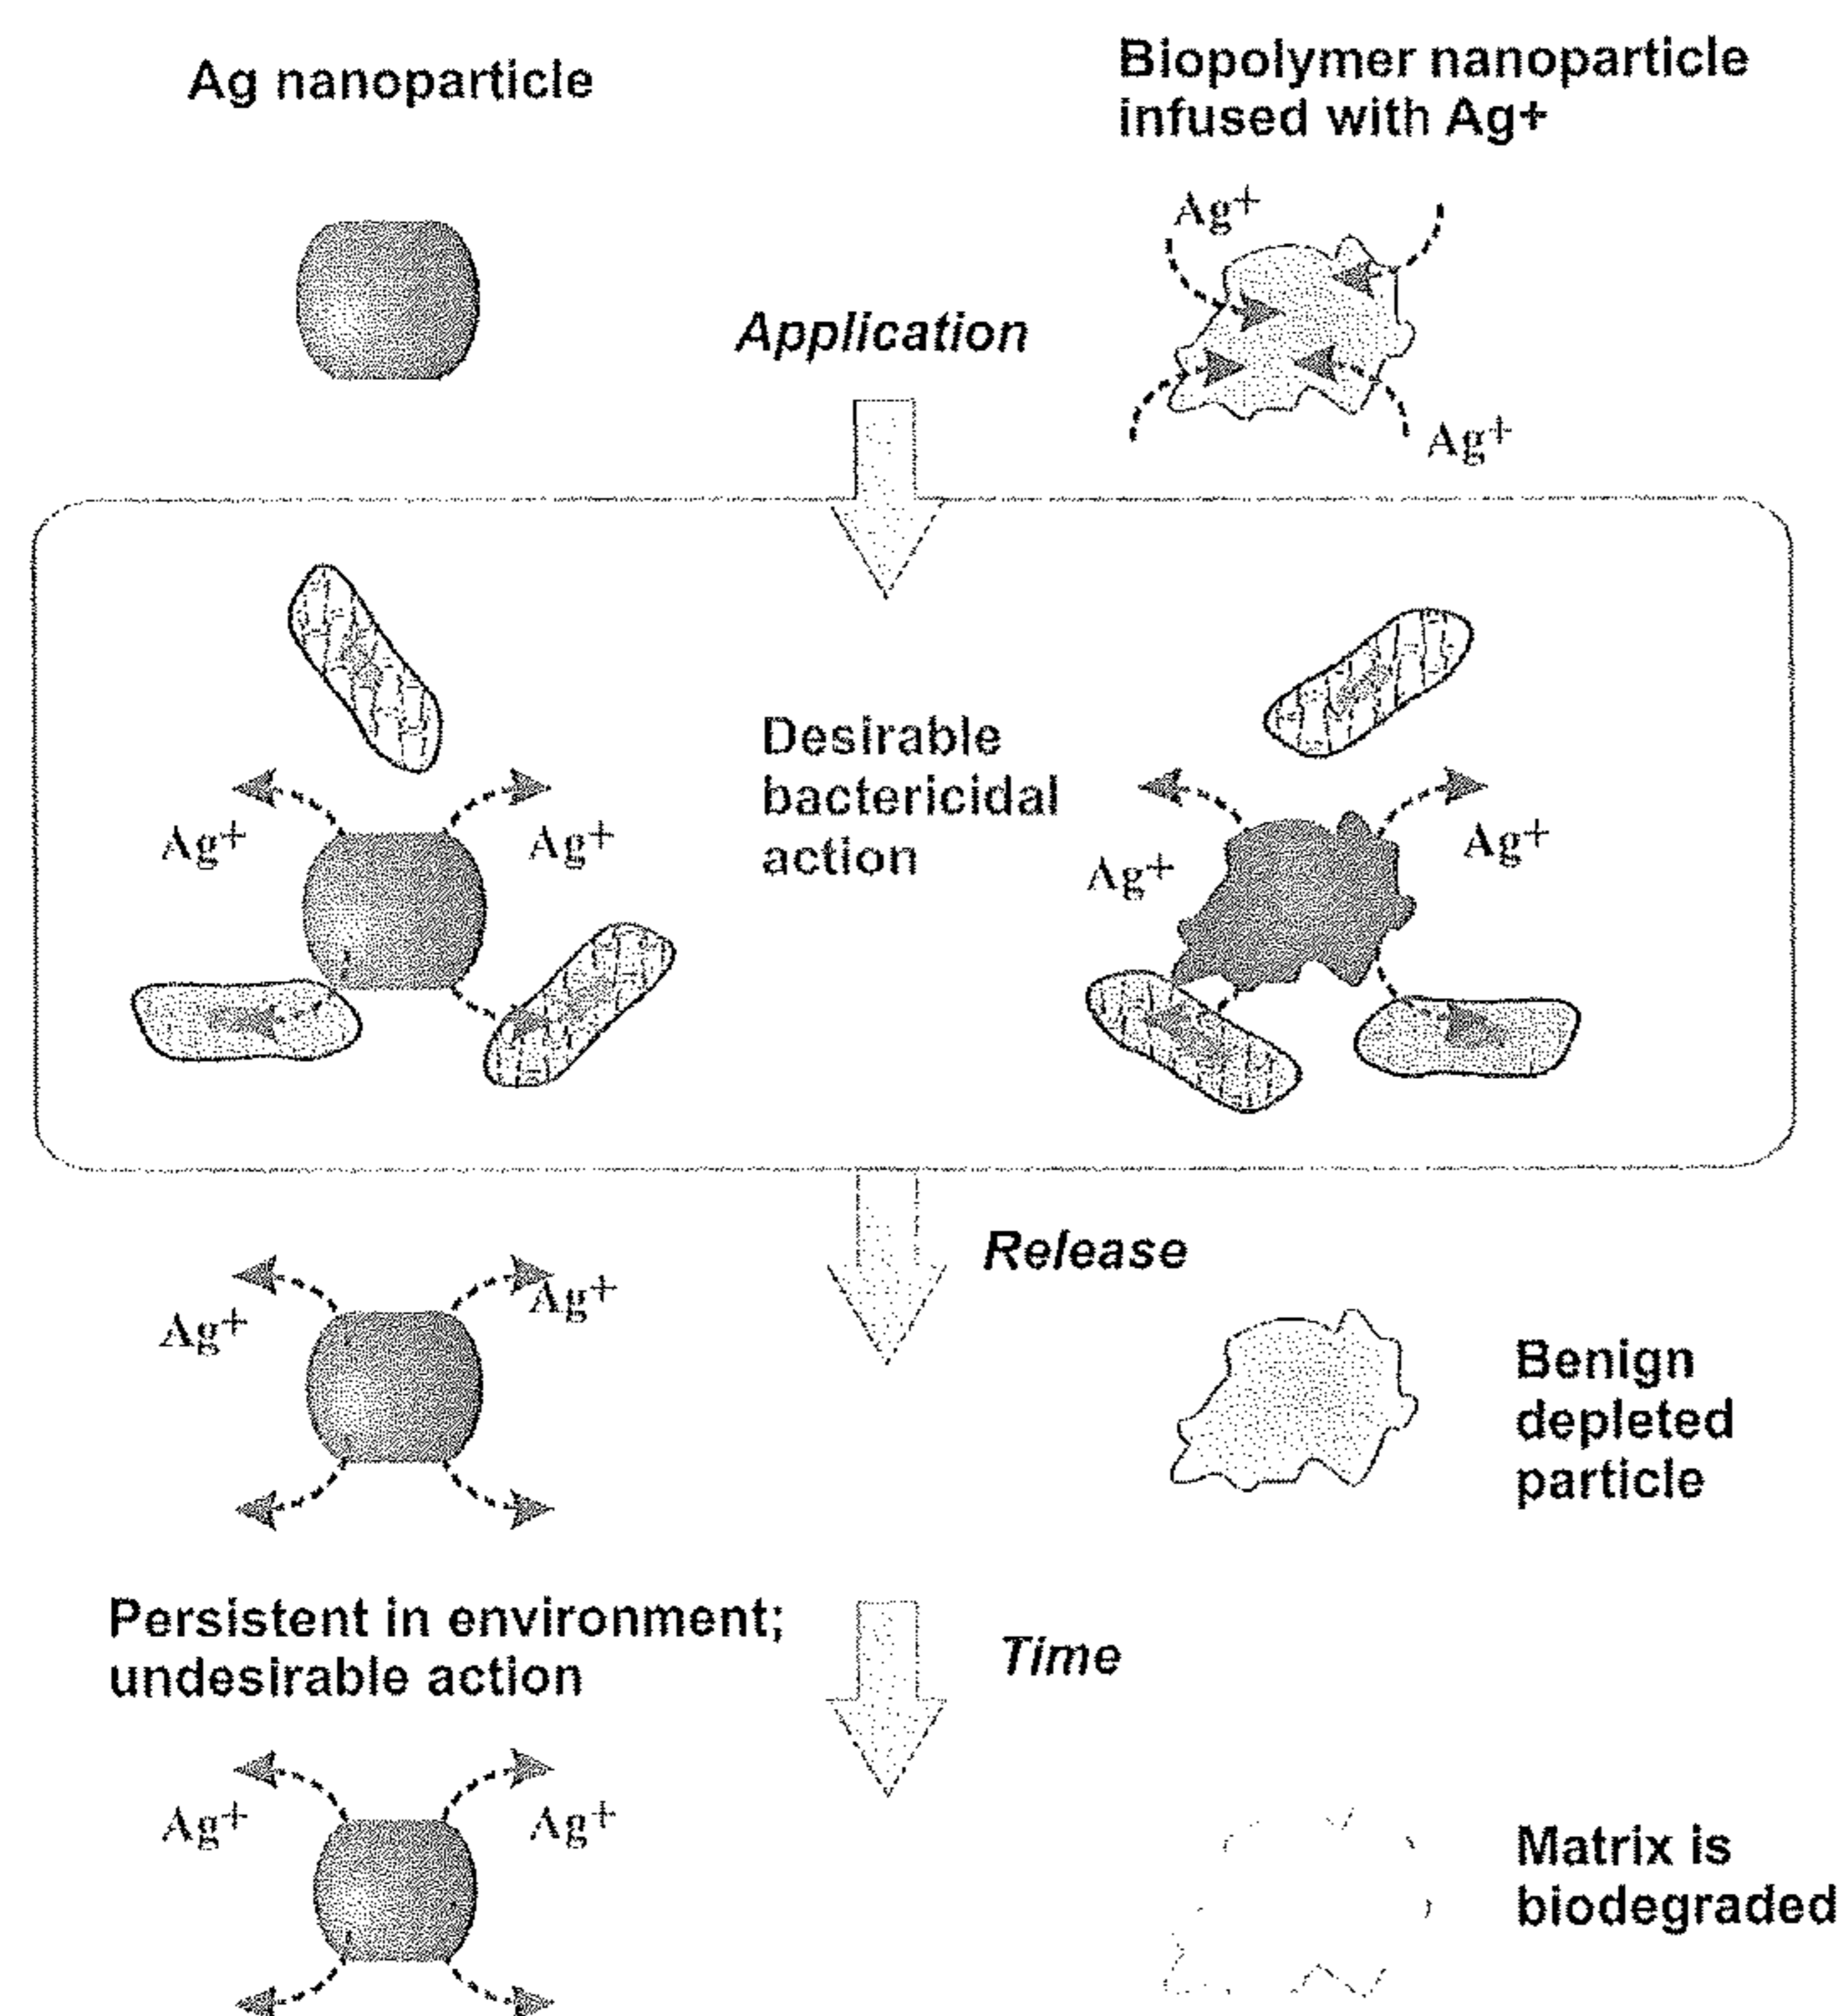 Ag nanoparticle
Biopolymer nanoparticle
infused with Ag+
Ag+
Application
Ag+
Desirable
bactericidal
action
Ag+
Ag+
Ag+
Ag+
Release
Ag+
Ag+
Benign
depleted
particle
Persistent in environment;
undesirable action
Time
Ag+
Ag+
Matrix is
biodegraded